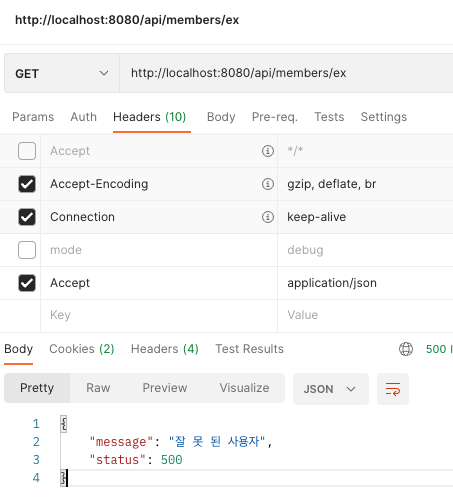 http://localhost:8080/api/members/ex
GET http://localhost:8080/api/members/ex
Params Auth Headers (10) Body Pre-req. Tests Settings
Accept */*
Accept-Encoding gzip, deflate, br
Connection keep-alive
mode debug
Accept application/json
Key Value
Body Cookies (2) Headers (4) Test Results 500
Pretty Raw Preview Visualize JSON
1 {
2 "message": "잘 못 된 사용자",
3 "status": 500
4 }